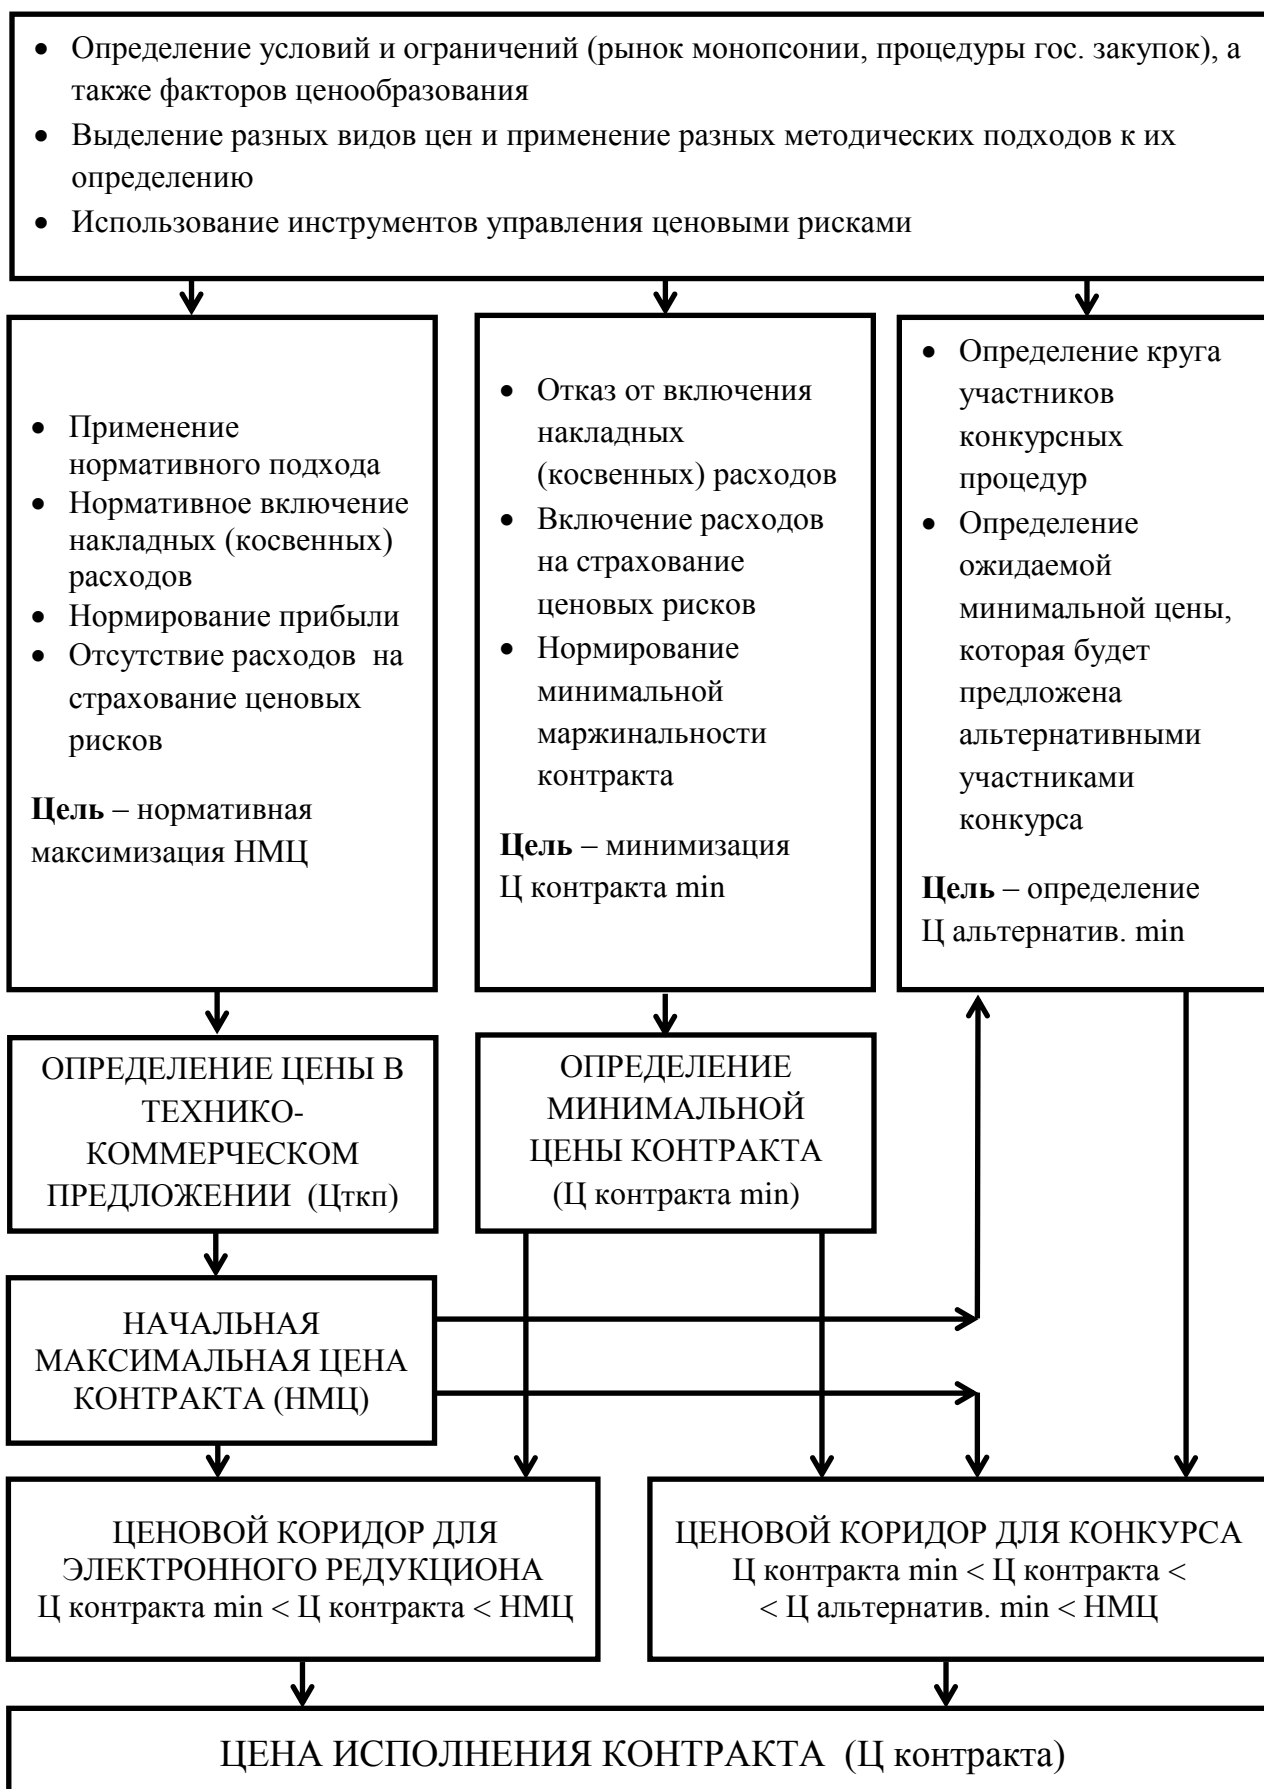 • Определение условий и ограничений (рынок монопсонии, процедуры гос. закупок), а
также факторов ценообразования
• Выделение разных видов цен и применение разных методических подходов к их
определению
• Использование инструментов управления ценовыми рисками
• Применение
нормативного подхода
• Нормативное включение
накладных (косвенных)
расходов
• Нормирование прибыли
• Отсутствие расходов на
страхование ценовых
рисков
Цель – нормативная
максимизация НМЦ
• Отказ от включения
накладных
(косвенных) расходов
• Включение расходов
на страхование
ценовых рисков
• Нормирование
минимальной
маржинальности
контракта
Цель – минимизация
Ц контракта min
• Определение круга
участников
конкурсных
процедур
• Определение
ожидаемой
минимальной цены,
которая будет
предложена
альтернативными
участниками
конкурса
Цель – определение
Ц альтернатив. min
ОПРЕДЕЛЕНИЕ ЦЕНЫ В
ТЕХНИКО-
КОММЕРЧЕСКОМ
ПРЕДЛОЖЕНИИ (Цткп)
ОПРЕДЕЛЕНИЕ
МИНИМАЛЬНОЙ
ЦЕНЫ КОНТРАКТА
(Ц контракта min)
НАЧАЛЬНАЯ
МАКСИМАЛЬНАЯ ЦЕНА
КОНТРАКТА (НМЦ)
ЦЕНОВОЙ КОРИДОР ДЛЯ
ЭЛЕКТРОННОГО РЕДУКЦИОНА
Ц контракта min < Ц контракта < НМЦ
ЦЕНОВОЙ КОРИДОР ДЛЯ КОНКУРСА
Ц контракта min < Ц контракта <
< Ц альтернатив. min < НМЦ
ЦЕНА ИСПОЛНЕНИЯ КОНТРАКТА (Ц контракта)